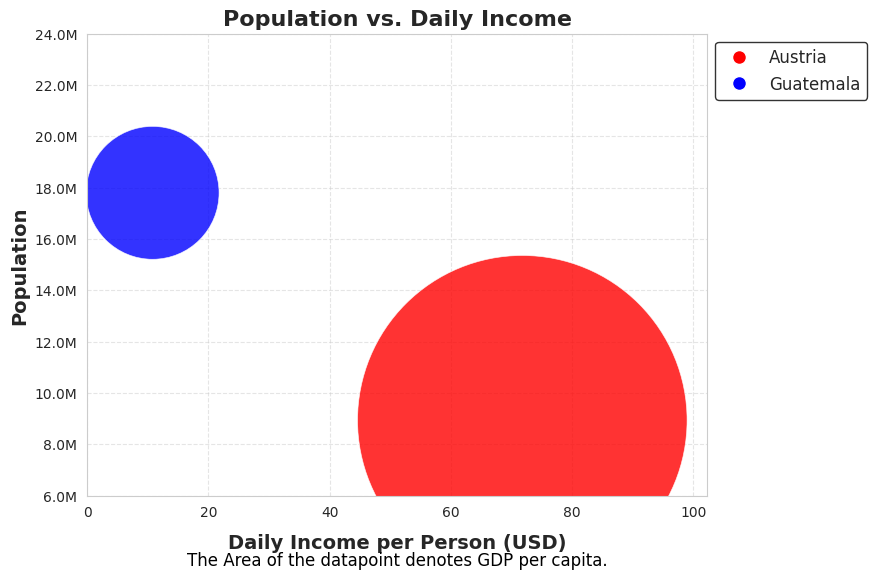 Population vs. Daily Income
Austria
Guatemala
24.0M
22.0M
20.0M
18.0M
16.0M
14.0M
12.0M
10.0M
8.0M
6.0M
Population
0 20 40 60 80 100
Daily Income per Person (USD)
The Area of the datapoint denotes GDP per capita.